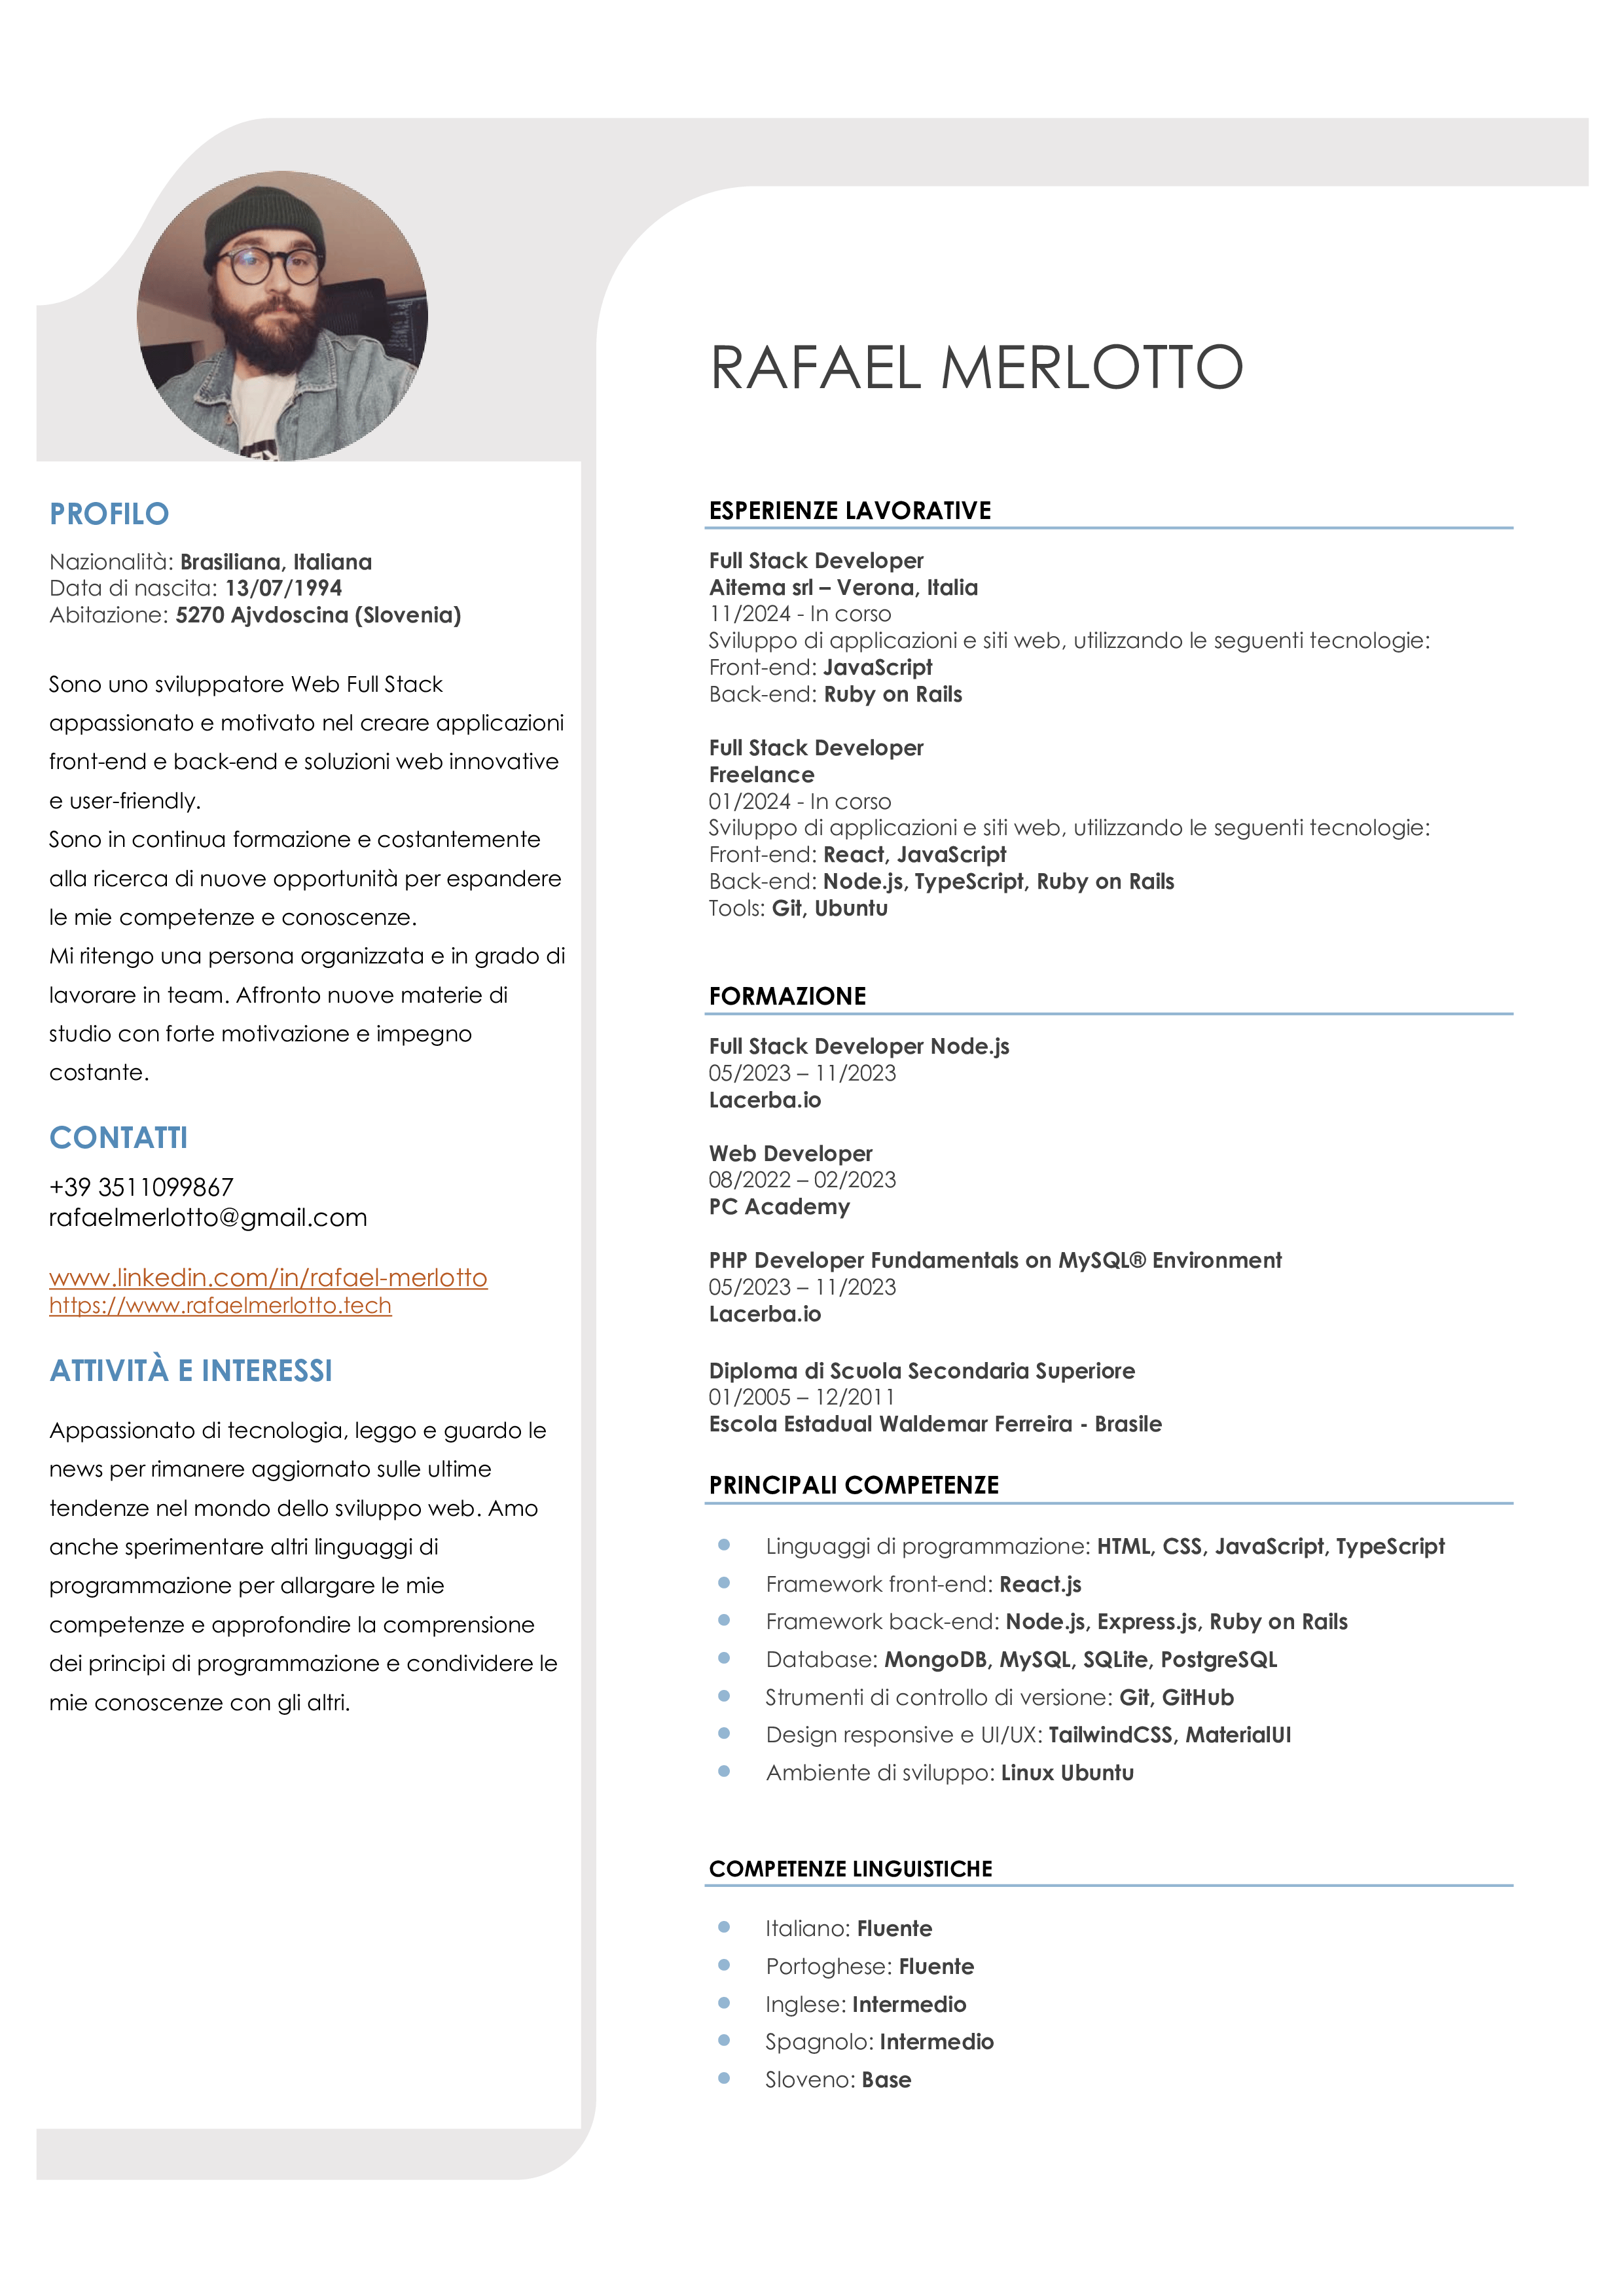 RAFAEL MERLOTTO
PROFILO
Nazionalità: Brasiliana, Italiana
Data di nascita: 13/07/1994
Abitazione: 5270 Ajvdoscina (Slovenia)
Sono uno sviluppatore Web Full Stack
appassionato e motivato nel creare applicazioni
front-end e back-end e soluzioni web innovative
e user-friendly.
Sono in continua formazione e costantemente
alla ricerca di nuove opportunità per espandere
le mie competenze e conoscenze.
Mi ritengo una persona organizzata e in grado di
lavorare in team. Affronto nuove materie di
studio con forte motivazione e impegno
costante.
CONTATTI
+39 3511099867
rafaelmerlotto@gmail.com
www.linkedin.com/in/rafael-merlotto
https://www.rafaelmerlotto.tech
ATTIVITÀ E INTERESSI
Appassionato di tecnologia, leggo e guardo le
news per rimanere aggiornato sulle ultime
tendenze nel mondo dello sviluppo web. Amo
anche sperimentare altri linguaggi di
programmazione per allargare le mie
competenze e approfondire la comprensione
dei principi di programmazione e condividere le
mie conoscenze con gli altri.
ESPERIENZE LAVORATIVE
Full Stack Developer
Aitema srl – Verona, Italia
11/2024 - In corso
Sviluppo di applicazioni e siti web, utilizzando le seguenti tecnologie:
Front-end: JavaScript
Back-end: Ruby on Rails
Full Stack Developer
Freelance
01/2024 - In corso
Sviluppo di applicazioni e siti web, utilizzando le seguenti tecnologie:
Front-end: React, JavaScript
Back-end: Node.js, TypeScript, Ruby on Rails
Tools: Git, Ubuntu
FORMAZIONE
Full Stack Developer Node.js
05/2023 – 11/2023
Lacerba.io
Web Developer
08/2022 – 02/2023
PC Academy
PHP Developer Fundamentals on MySQL® Environment
05/2023 – 11/2023
Lacerba.io
Diploma di Scuola Secondaria Superiore
01/2005 – 12/2011
Escola Estadual Waldemar Ferreira - Brasile
PRINCIPALI COMPETENZE
● Linguaggi di programmazione: HTML, CSS, JavaScript, TypeScript
● Framework front-end: React.js
● Framework back-end: Node.js, Express.js, Ruby on Rails
● Database: MongoDB, MySQL, SQLite, PostgreSQL
● Strumenti di controllo di versione: Git, GitHub
● Design responsive e UI/UX: TailwindCSS, MaterialUI
● Ambiente di sviluppo: Linux Ubuntu
COMPETENZE LINGUISTICHE
● Italiano: Fluente
● Portoghese: Fluente
● Inglese: Intermedio
● Spagnolo: Intermedio
● Sloveno: Base